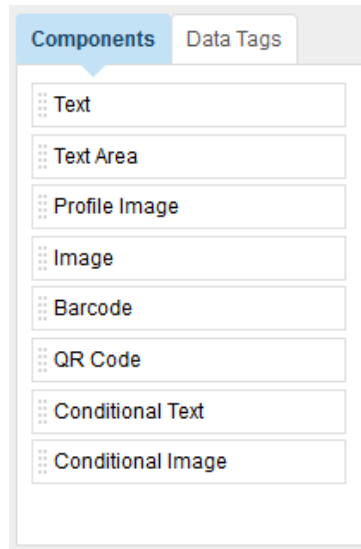 Components Data Tags
Text
Text Area
Profile Image
Image
Barcode
QR Code
Conditional Text
Conditional Image